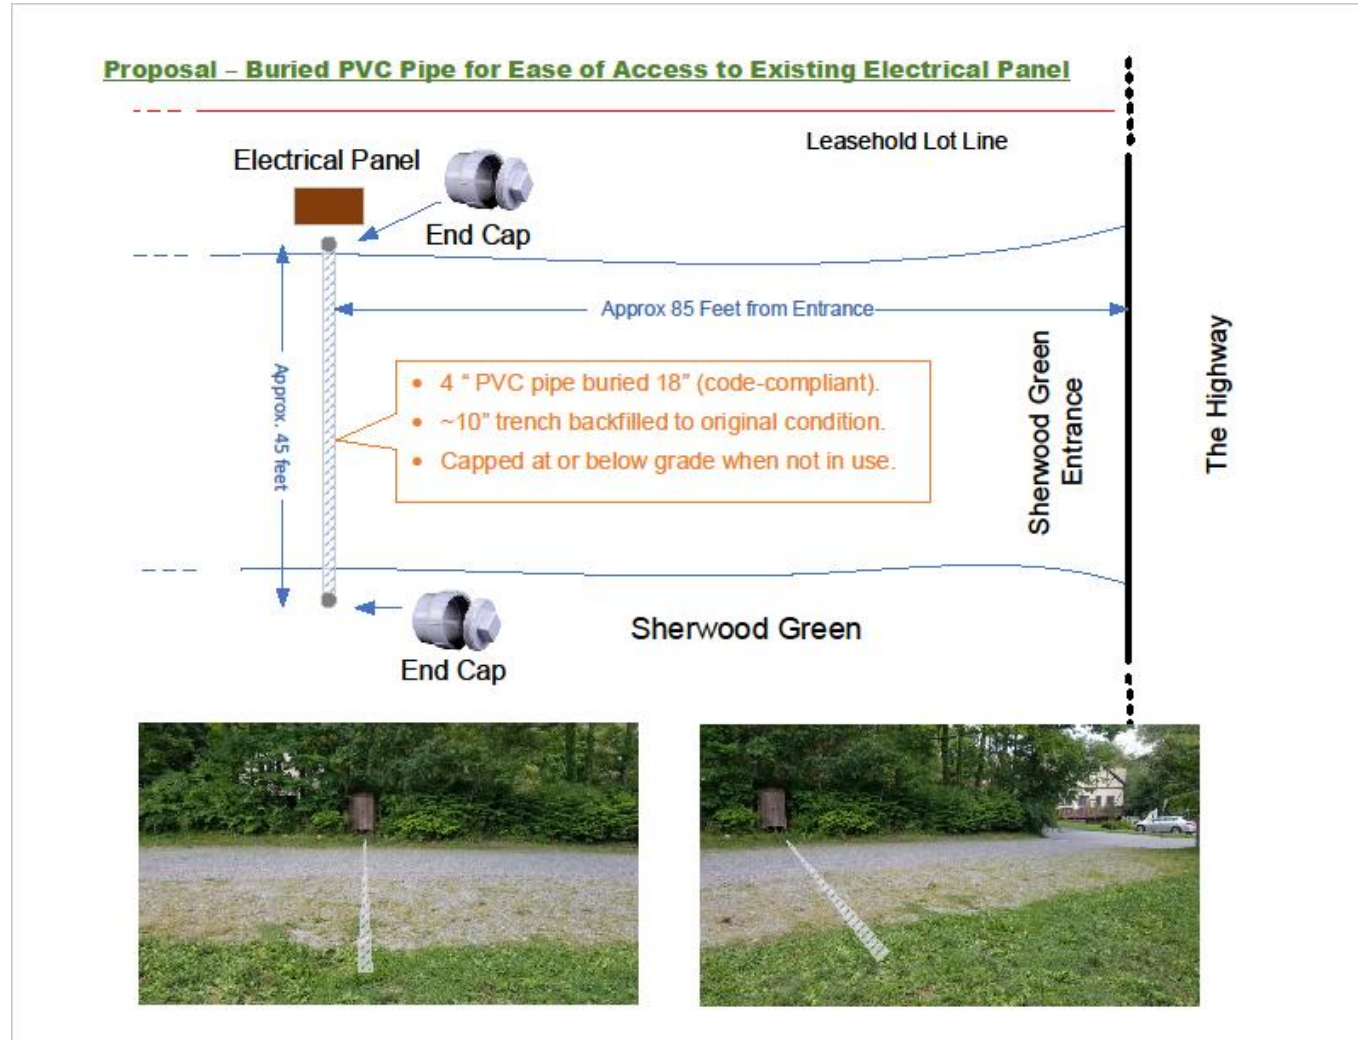 Proposal – Buried PVC Pipe for Ease of Access to Existing Electrical Panel
Leasehold Lot Line
Electrical Panel
End Cap
Approx 85 Feet from Entrance
Approx. 45 feet
• 4 “ PVC pipe buried 18” (code-compliant).
• ~10” trench backfilled to original condition.
• Capped at or below grade when not in use.
Sherwood Green
Entrance
The Highway
Sherwood Green
End Cap